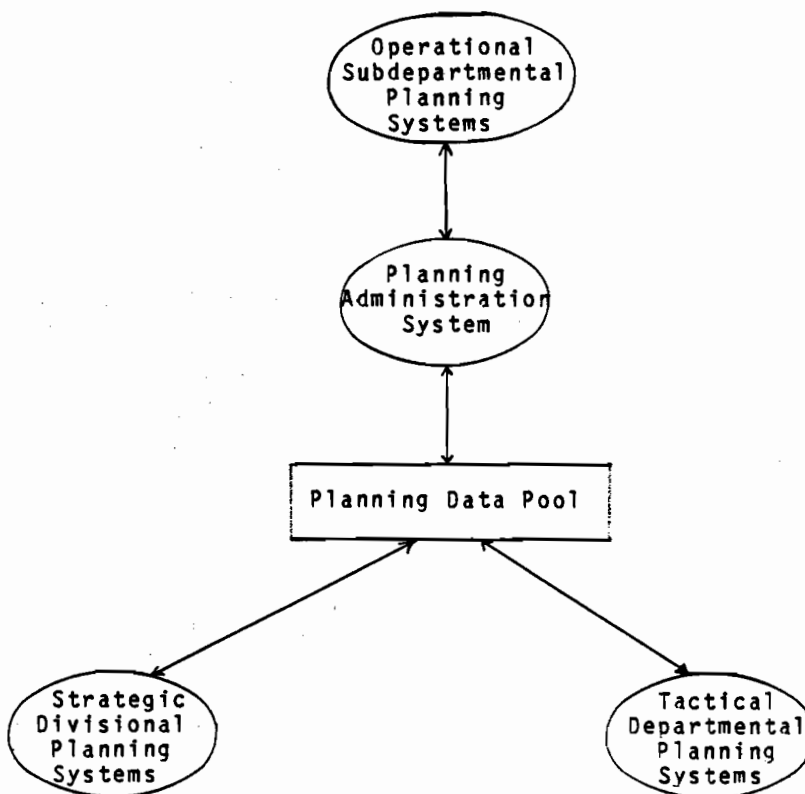 Operational
Subdepartmental
Planning
Systems
Planning
Administration
System
Planning Data Pool
Strategic
Divisional
Planning
Systems
Tactical
Departmental
Planning
Systems